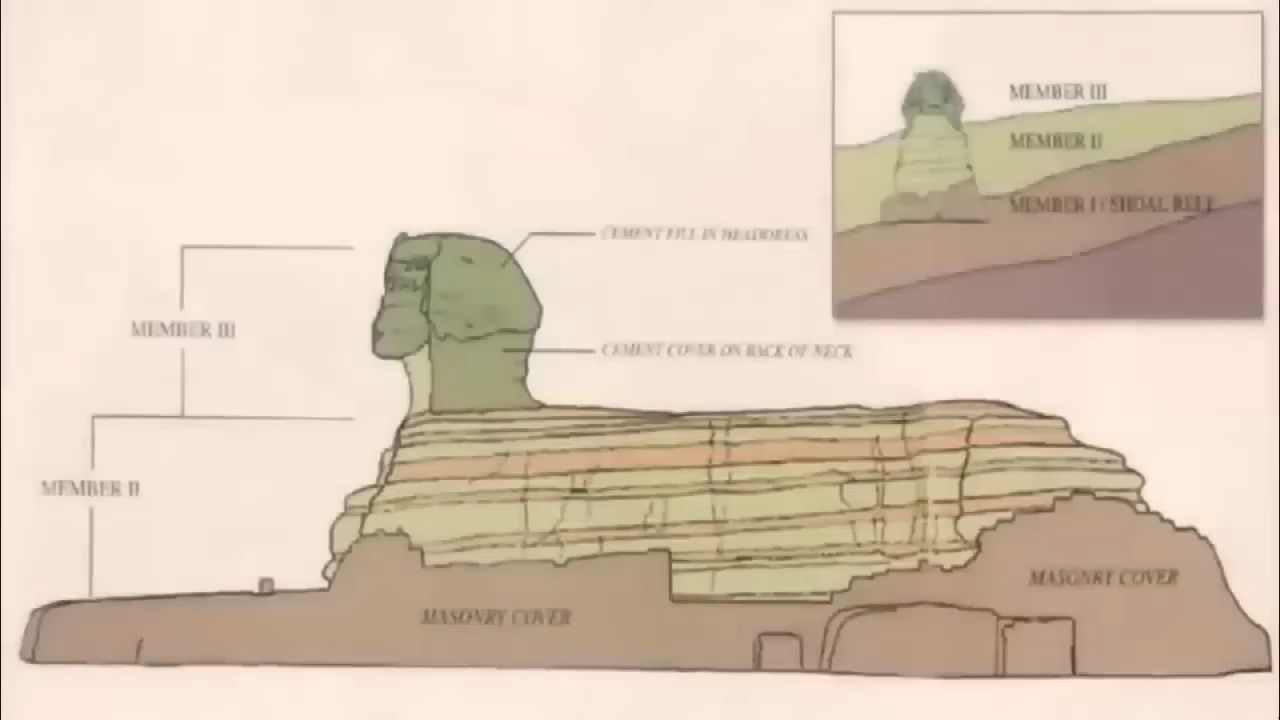 MEMBER III
MEMBER II
MEMBER I / SHOAL REEF
CEMENT FILL IN HEADDRESS
MEMBER III
CEMENT COVER ON BACK OF NECK
MEMBER II
MASONRY COVER
MASONRY COVER